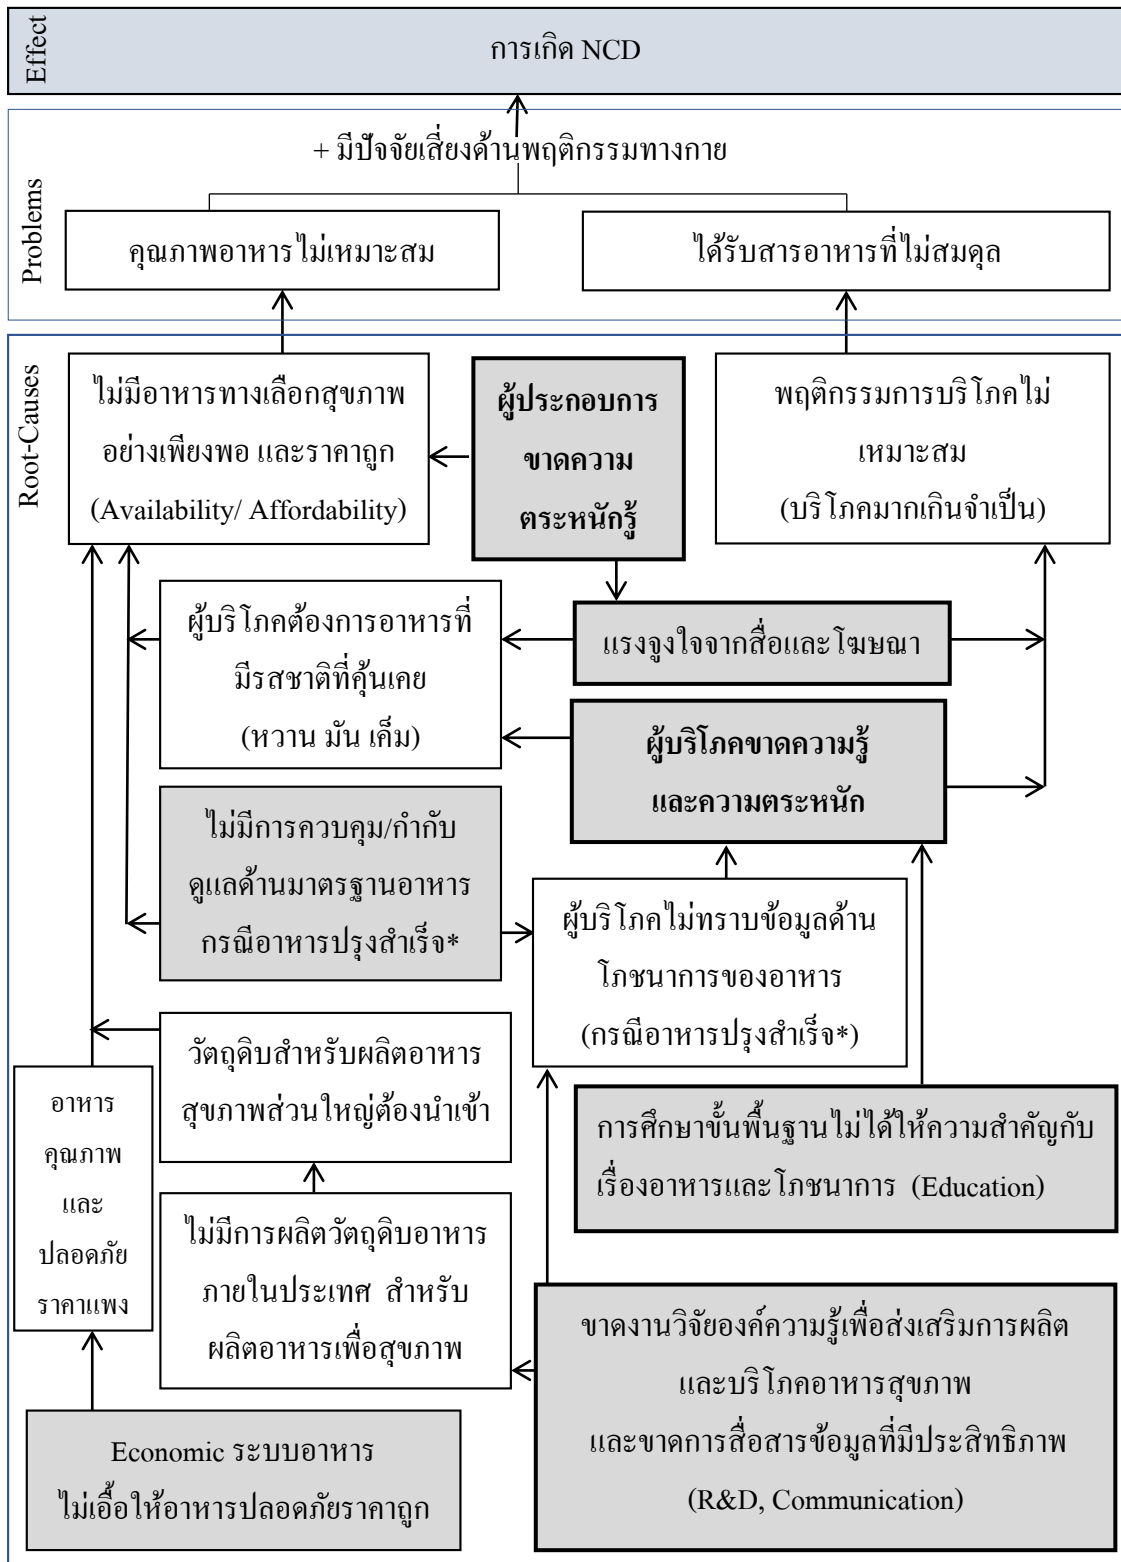 Effect
การเกิด NCD
Problems
+ มีปัจจัยเสี่ยงด้านพฤติกรรมทางกาย
คุณภาพอาหารไม่เหมาะสม
ได้รับสารอาหารที่ไม่สมดุล
Root-Causes
ไม่มีอาหารทางเลือกสุขภาพ
อย่างเพียงพอ และราคาถูก
(Availability/ Affordability)
ผู้ประกอบการ
ขาดความ
ตระหนักรู้
พฤติกรรมการบริโภคไม่
เหมาะสม
(บริโภคมากเกินจำเป็น)
ผู้บริโภคต้องการอาหารที่
มีรสชาติที่คุ้นเคย
(หวาน มัน เค็ม)
แรงจูงใจจากสื่อและโฆษณา
ผู้บริโภคขาดความรู้
และความตระหนัก
ไม่มีการควบคุม/กำกับ
ดูแลด้านมาตรฐานอาหาร
กรณีอาหารปรุงสำเร็จ*
ผู้บริโภคไม่ทราบข้อมูลด้าน
โภชนาการของอาหาร
(กรณีอาหารปรุงสำเร็จ*)
วัตถุดิบสำหรับผลิตอาหาร
สุขภาพส่วนใหญ่ต้องนำเข้า
อาหาร
คุณภาพ
และ
ปลอดภัย
ราคาแพง
การศึกษาขั้นพื้นฐานไม่ได้ให้ความสำคัญกับ
เรื่องอาหารและโภชนาการ (Education)
ไม่มีการผลิตวัตถุดิบอาหาร
ภายในประเทศ สำหรับ
ผลิตอาหารเพื่อสุขภาพ
ขาดงานวิจัยองค์ความรู้เพื่อส่งเสริมการผลิต
และบริโภคอาหารสุขภาพ
และขาดการสื่อสารข้อมูลที่มีประสิทธิภาพ
(R&D, Communication)
Economic ระบบอาหาร
ไม่เอื้อให้อาหารปลอดภัยราคาถูก